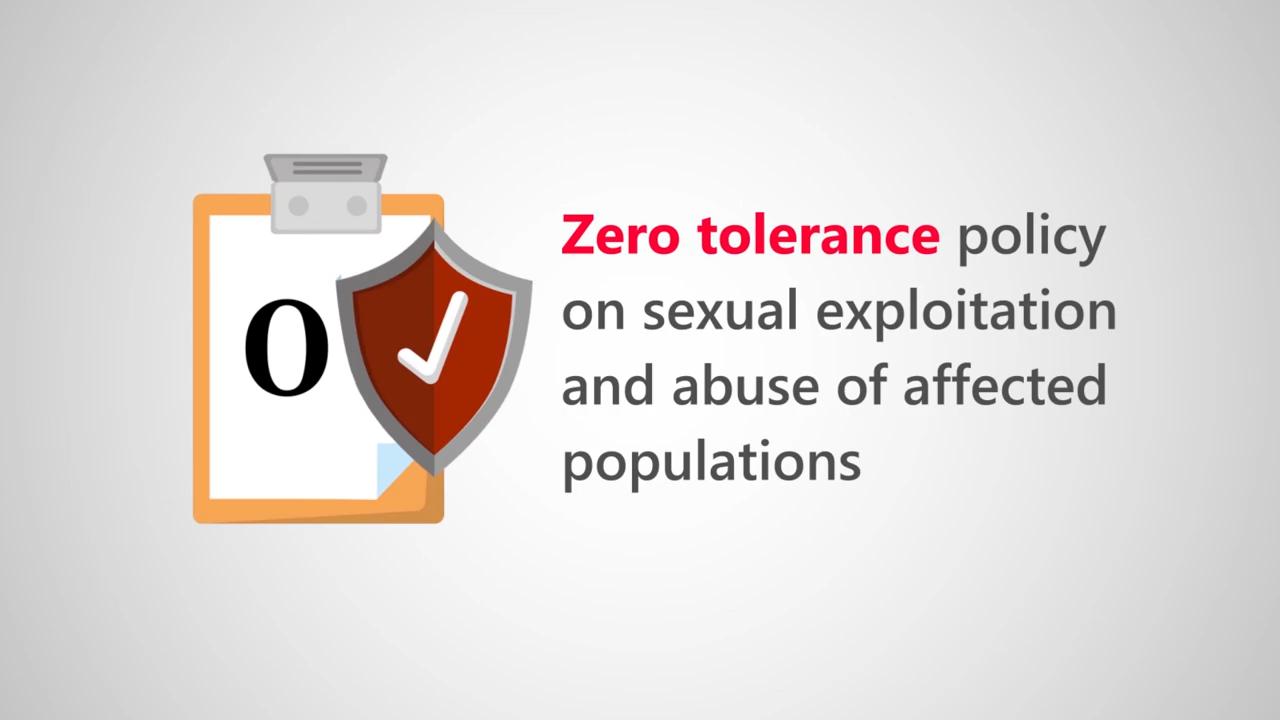 0
Zero tolerance policy
on sexual exploitation
and abuse of affected
populations